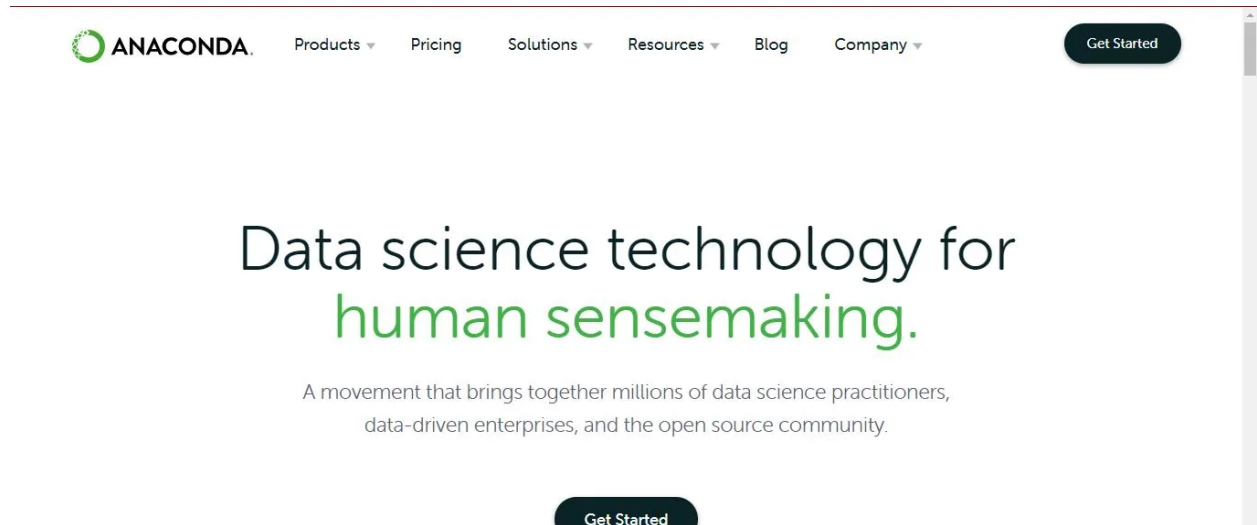 ANACONDA.
Products
Pricing
Solutions
Resources
Blog
Company
Get Started
Data science technology for
human sensemaking.
A movement that brings together millions of data science practitioners,
data-driven enterprises, and the open source community.
Get Started